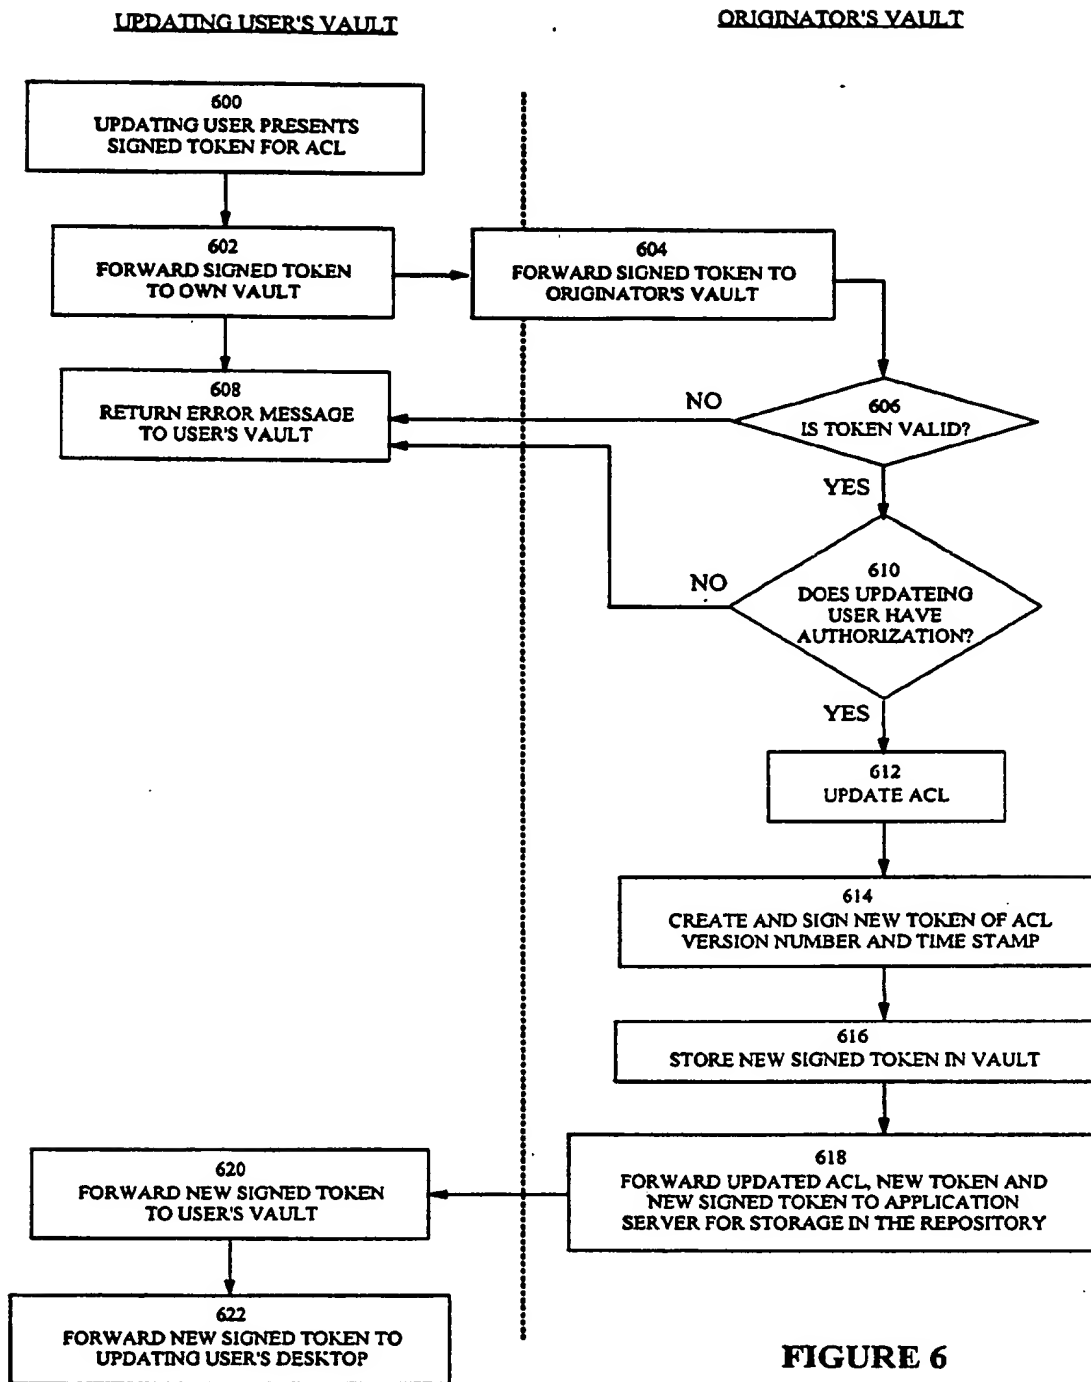 UPDATING USER'S VAULT
ORIGINATOR'S VAULT
600
UPDATING USER PRESENTS
SIGNED TOKEN FOR ACL
602
FORWARD SIGNED TOKEN
TO OWN VAULT
604
FORWARD SIGNED TOKEN TO
ORIGINATOR'S VAULT
608
RETURN ERROR MESSAGE
TO USER'S VAULT
NO
606
IS TOKEN VALID?
YES
NO
610
DOES UPDATEING
USER HAVE
AUTHORIZATION?
YES
612
UPDATE ACL
614
CREATE AND SIGN NEW TOKEN OF ACL
VERSION NUMBER AND TIME STAMP
616
STORE NEW SIGNED TOKEN IN VAULT
618
FORWARD UPDATED ACL, NEW TOKEN AND
NEW SIGNED TOKEN TO APPLICATION
SERVER FOR STORAGE IN THE REPOSITORY
620
FORWARD NEW SIGNED TOKEN
TO USER'S VAULT
622
FORWARD NEW SIGNED TOKEN TO
UPDATING USER'S DESKTOP
FIGURE 6